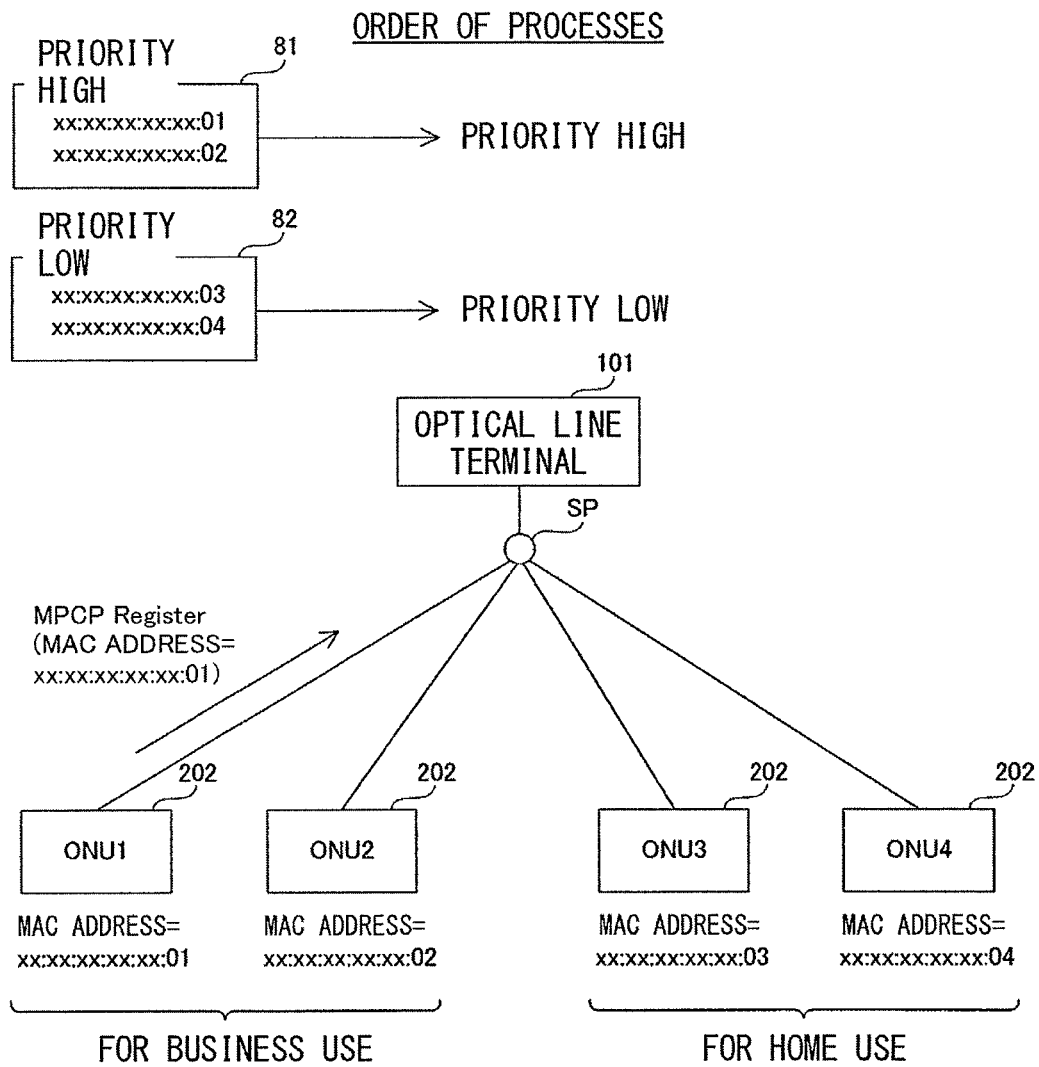 ORDER OF PROCESSES
PRIORITY
HIGH
81
xx:xx:xx:xx:xx:01
xx:xx:xx:xx:xx:02
PRIORITY HIGH
PRIORITY
LOW
82
xx:xx:xx:xx:xx:03
xx:xx:xx:xx:xx:04
PRIORITY LOW
101
OPTICAL LINE
TERMINAL
SP
MPCP Register
(MAC ADDRESS=
xx:xx:xx:xx:xx:01)
202
202
202
202
ONU1
ONU2
ONU3
ONU4
MAC ADDRESS=
xx:xx:xx:xx:xx:01
MAC ADDRESS=
xx:xx:xx:xx:xx:02
MAC ADDRESS=
xx:xx:xx:xx:xx:03
MAC ADDRESS=
xx:xx:xx:xx:xx:04
FOR BUSINESS USE
FOR HOME USE